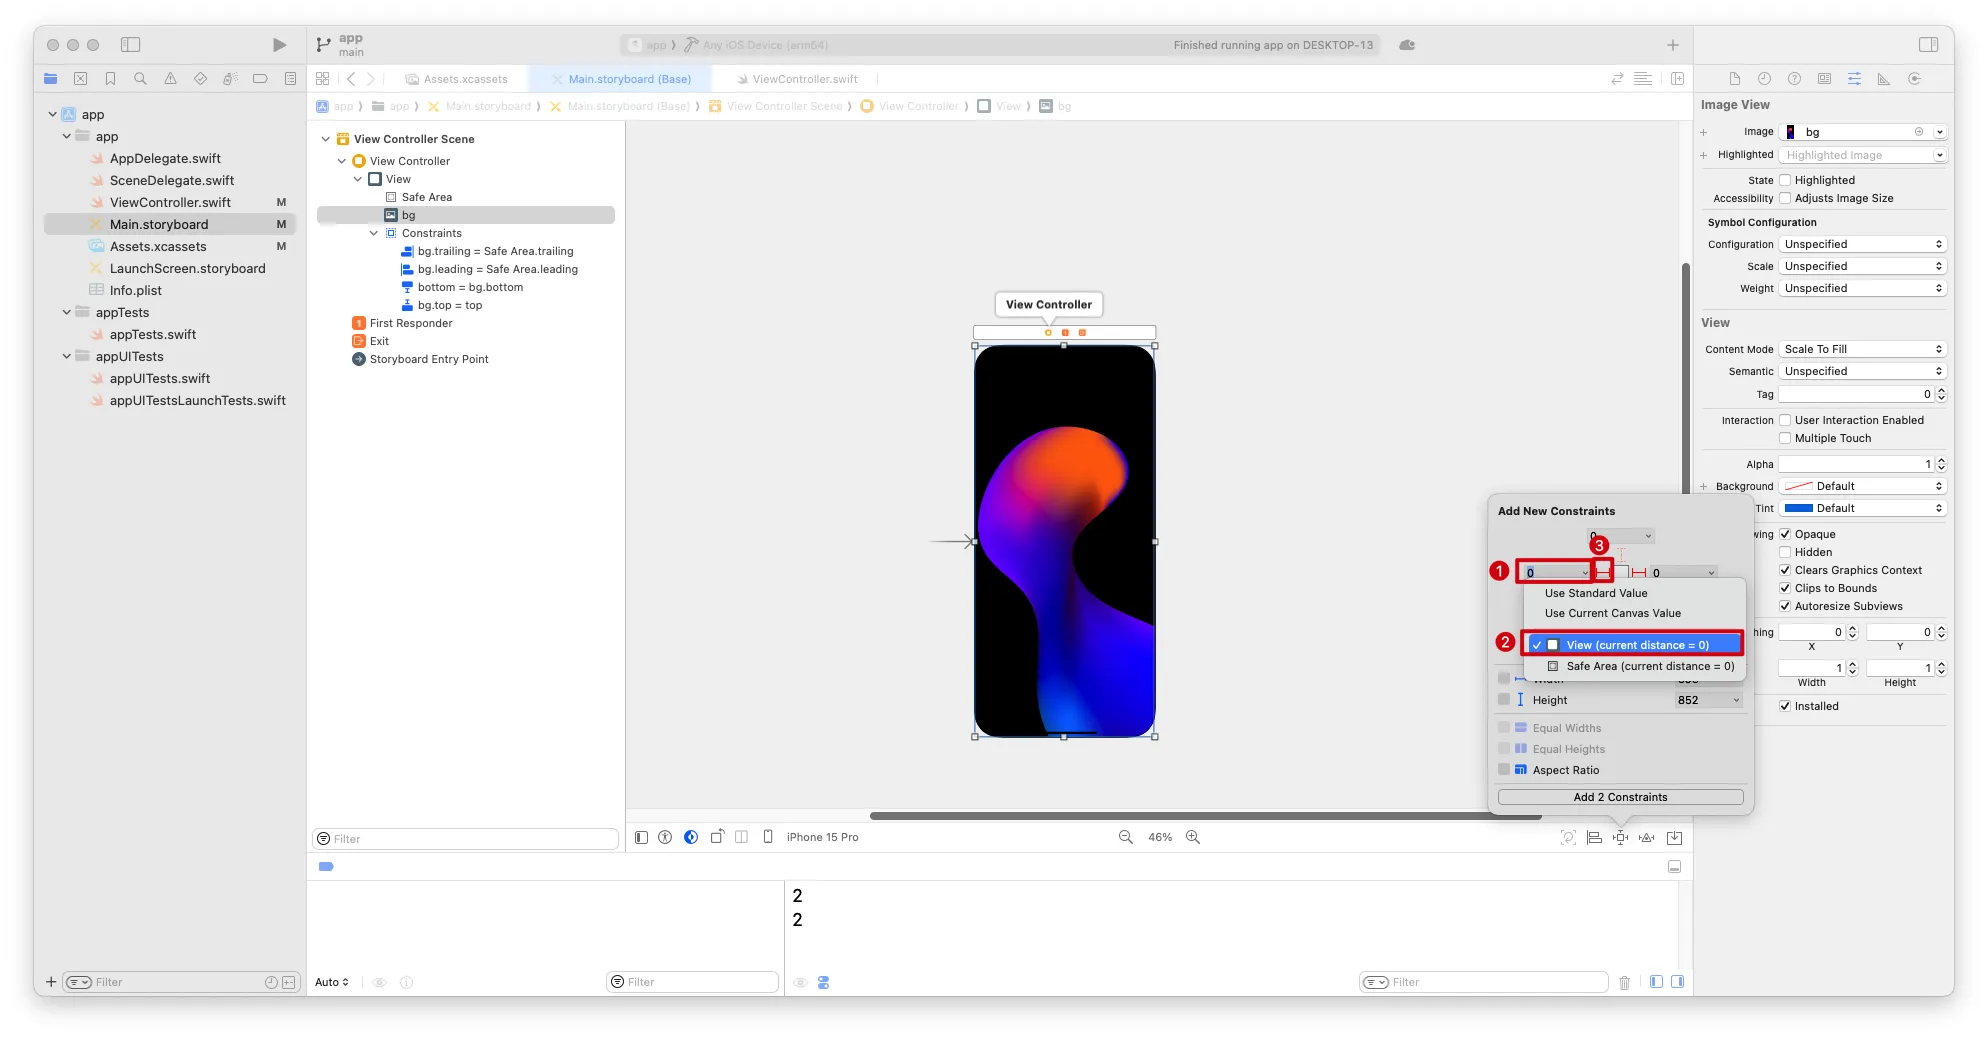 app
main
app
Any iOS Device (arm64)
Finished running app on DESKTOP-13
Assets.xcassets
Main.storyboard (Base)
ViewController.swift
app
app
Main.storyboard
Main.storyboard (Base)
View Controller Scene
View Controller
View
bg
app
app
AppDelegate.swift
SceneDelegate.swift
ViewController.swift M
Main.storyboard M
Assets.xcassets M
LaunchScreen.storyboard
Info.plist
appTests
appTests.swift
appUITests
appUITests.swift
appUITestsLaunchTests.swift
Filter
View Controller Scene
View Controller
View
Safe Area
bg
Constraints
bg.trailing = Safe Area.trailing
bg.leading = Safe Area.leading
bottom = bg.bottom
bg.top = top
1 First Responder
Exit
Storyboard Entry Point
Filter
View Controller
iPhone 15 Pro
46%
Add New Constraints
0
3
1
0
0
Use Standard Value
Use Current Canvas Value
2
View (current distance = 0)
Safe Area (current distance = 0)
Height 852
Equal Widths
Equal Heights
Aspect Ratio
Add 2 Constraints
Image View
Image bg
Highlighted Highlighted Image
State Highlighted
Accessibility Adjusts Image Size
Symbol Configuration
Configuration Unspecified
Scale Unspecified
Weight Unspecified
View
Content Mode Scale To Fill
Semantic Unspecified
Tag 0
Interaction User Interaction Enabled
Multiple Touch
Alpha 1
Background Default
Tint Default
wing Opaque
Hidden
Clears Graphics Context
Clips to Bounds
Autoresize Subviews
hing 0 0
X Y
1 1
Width Height
Installed
2
2
Auto
Filter
Filter